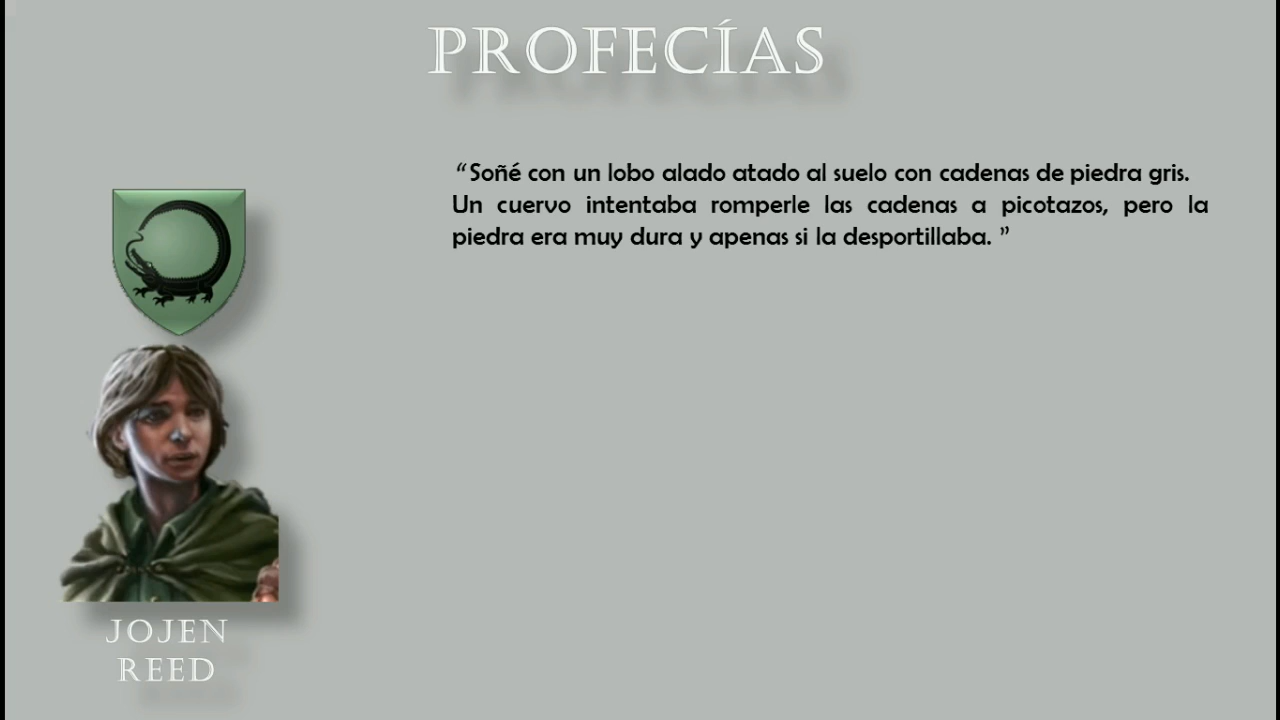 PROFECÍAS
“Soñé con un lobo alado atado al suelo con cadenas de piedra gris.
Un cuervo intentaba romperle las cadenas a picotazos, pero la
piedra era muy dura y apenas si la desportillaba. ”
JOJEN
REED